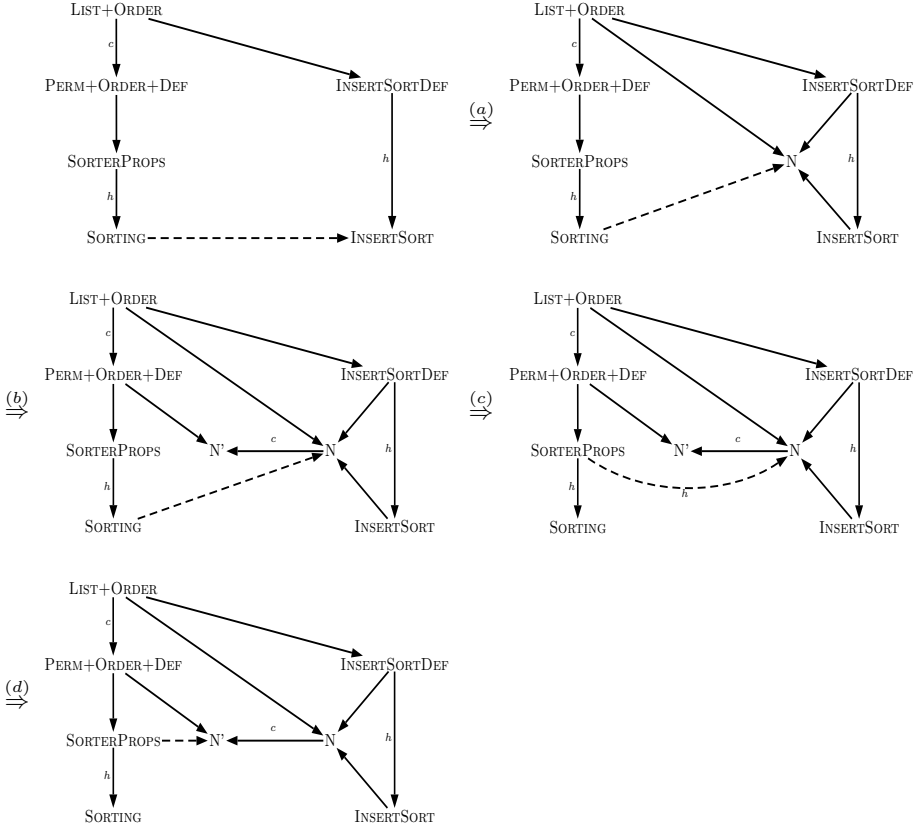 LIST+ORDER LIST+ORDER
c c
PERM+ORDER+DEF INSERTSORTDEF (a) ⇒ PERM+ORDER+DEF INSERTSORTDEF
SORTERPROPS h SORTERPROPS N h
h h
SORTING INSERTSORT SORTING INSERTSORT
LIST+ORDER LIST+ORDER
c c
(b) ⇒ PERM+ORDER+DEF INSERTSORTDEF (c) ⇒ PERM+ORDER+DEF INSERTSORTDEF
SORTERPROPS N' c N h SORTERPROPS N' c N h
h h h
SORTING INSERTSORT SORTING INSERTSORT
LIST+ORDER
c
(d) ⇒ PERM+ORDER+DEF INSERTSORTDEF
SORTERPROPS N' c N h
h
SORTING INSERTSORT